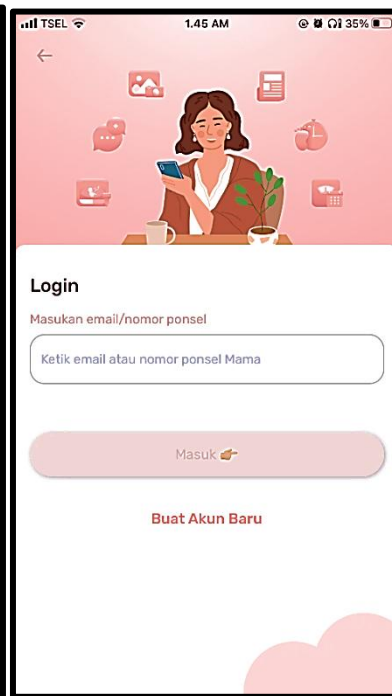 TSEL 1.45 AM 35%
Login
Masukan email/nomor ponsel
Ketik email atau nomor ponsel Mama
Masuk 👉🏽
Buat Akun Baru